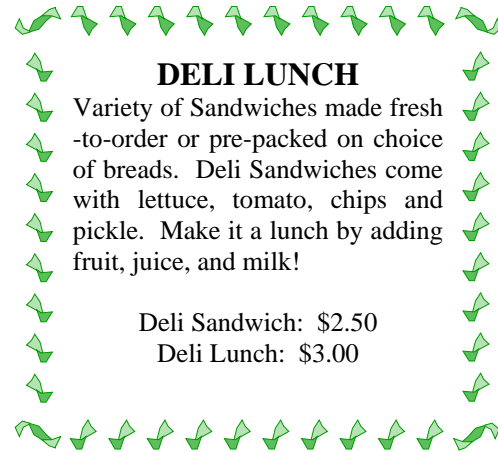 DELI LUNCH
Variety of Sandwiches made fresh
-to-order or pre-packed on choice
of breads.  Deli Sandwiches come
with lettuce, tomato, chips and
pickle.  Make it a lunch by adding
fruit, juice, and milk!
Deli Sandwich:  $2.50
Deli Lunch:  $3.00